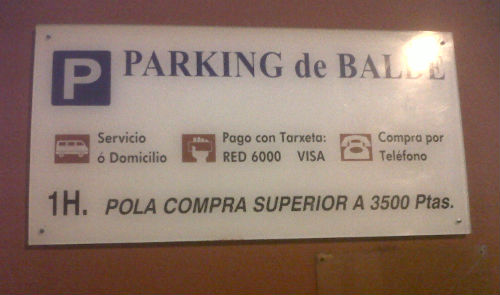 P PARKING de BALDE
Servicio
ó Domicilio
Pago con Tarxeta:
RED 6000 VISA
Compra por
Teléfono
1H. POLA COMPRA SUPERIOR A 3500 Ptas.